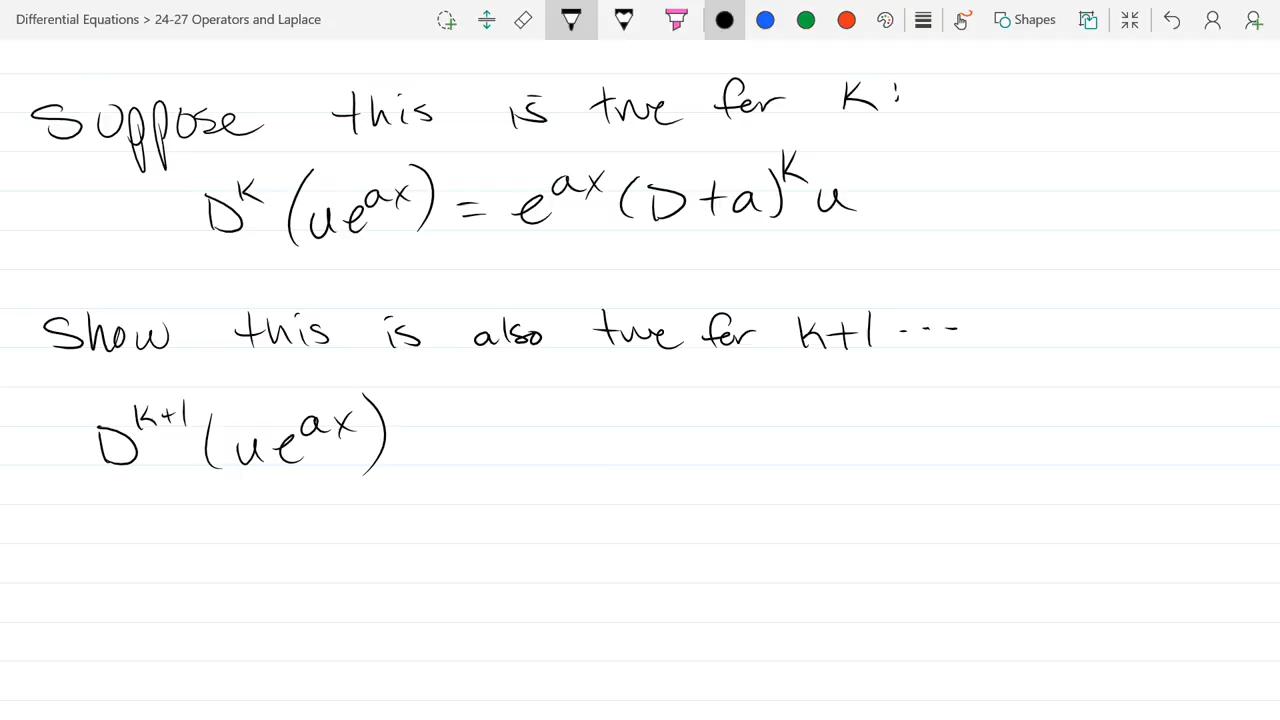 Differential Equations > 24-27 Operators and Laplace
Shapes
Suppose this is true for K:
D^K (ue^{ax}) = e^{ax} (D+a)^K u
Show this is also true for k+1 ...
D^{k+1} (ue^{ax})